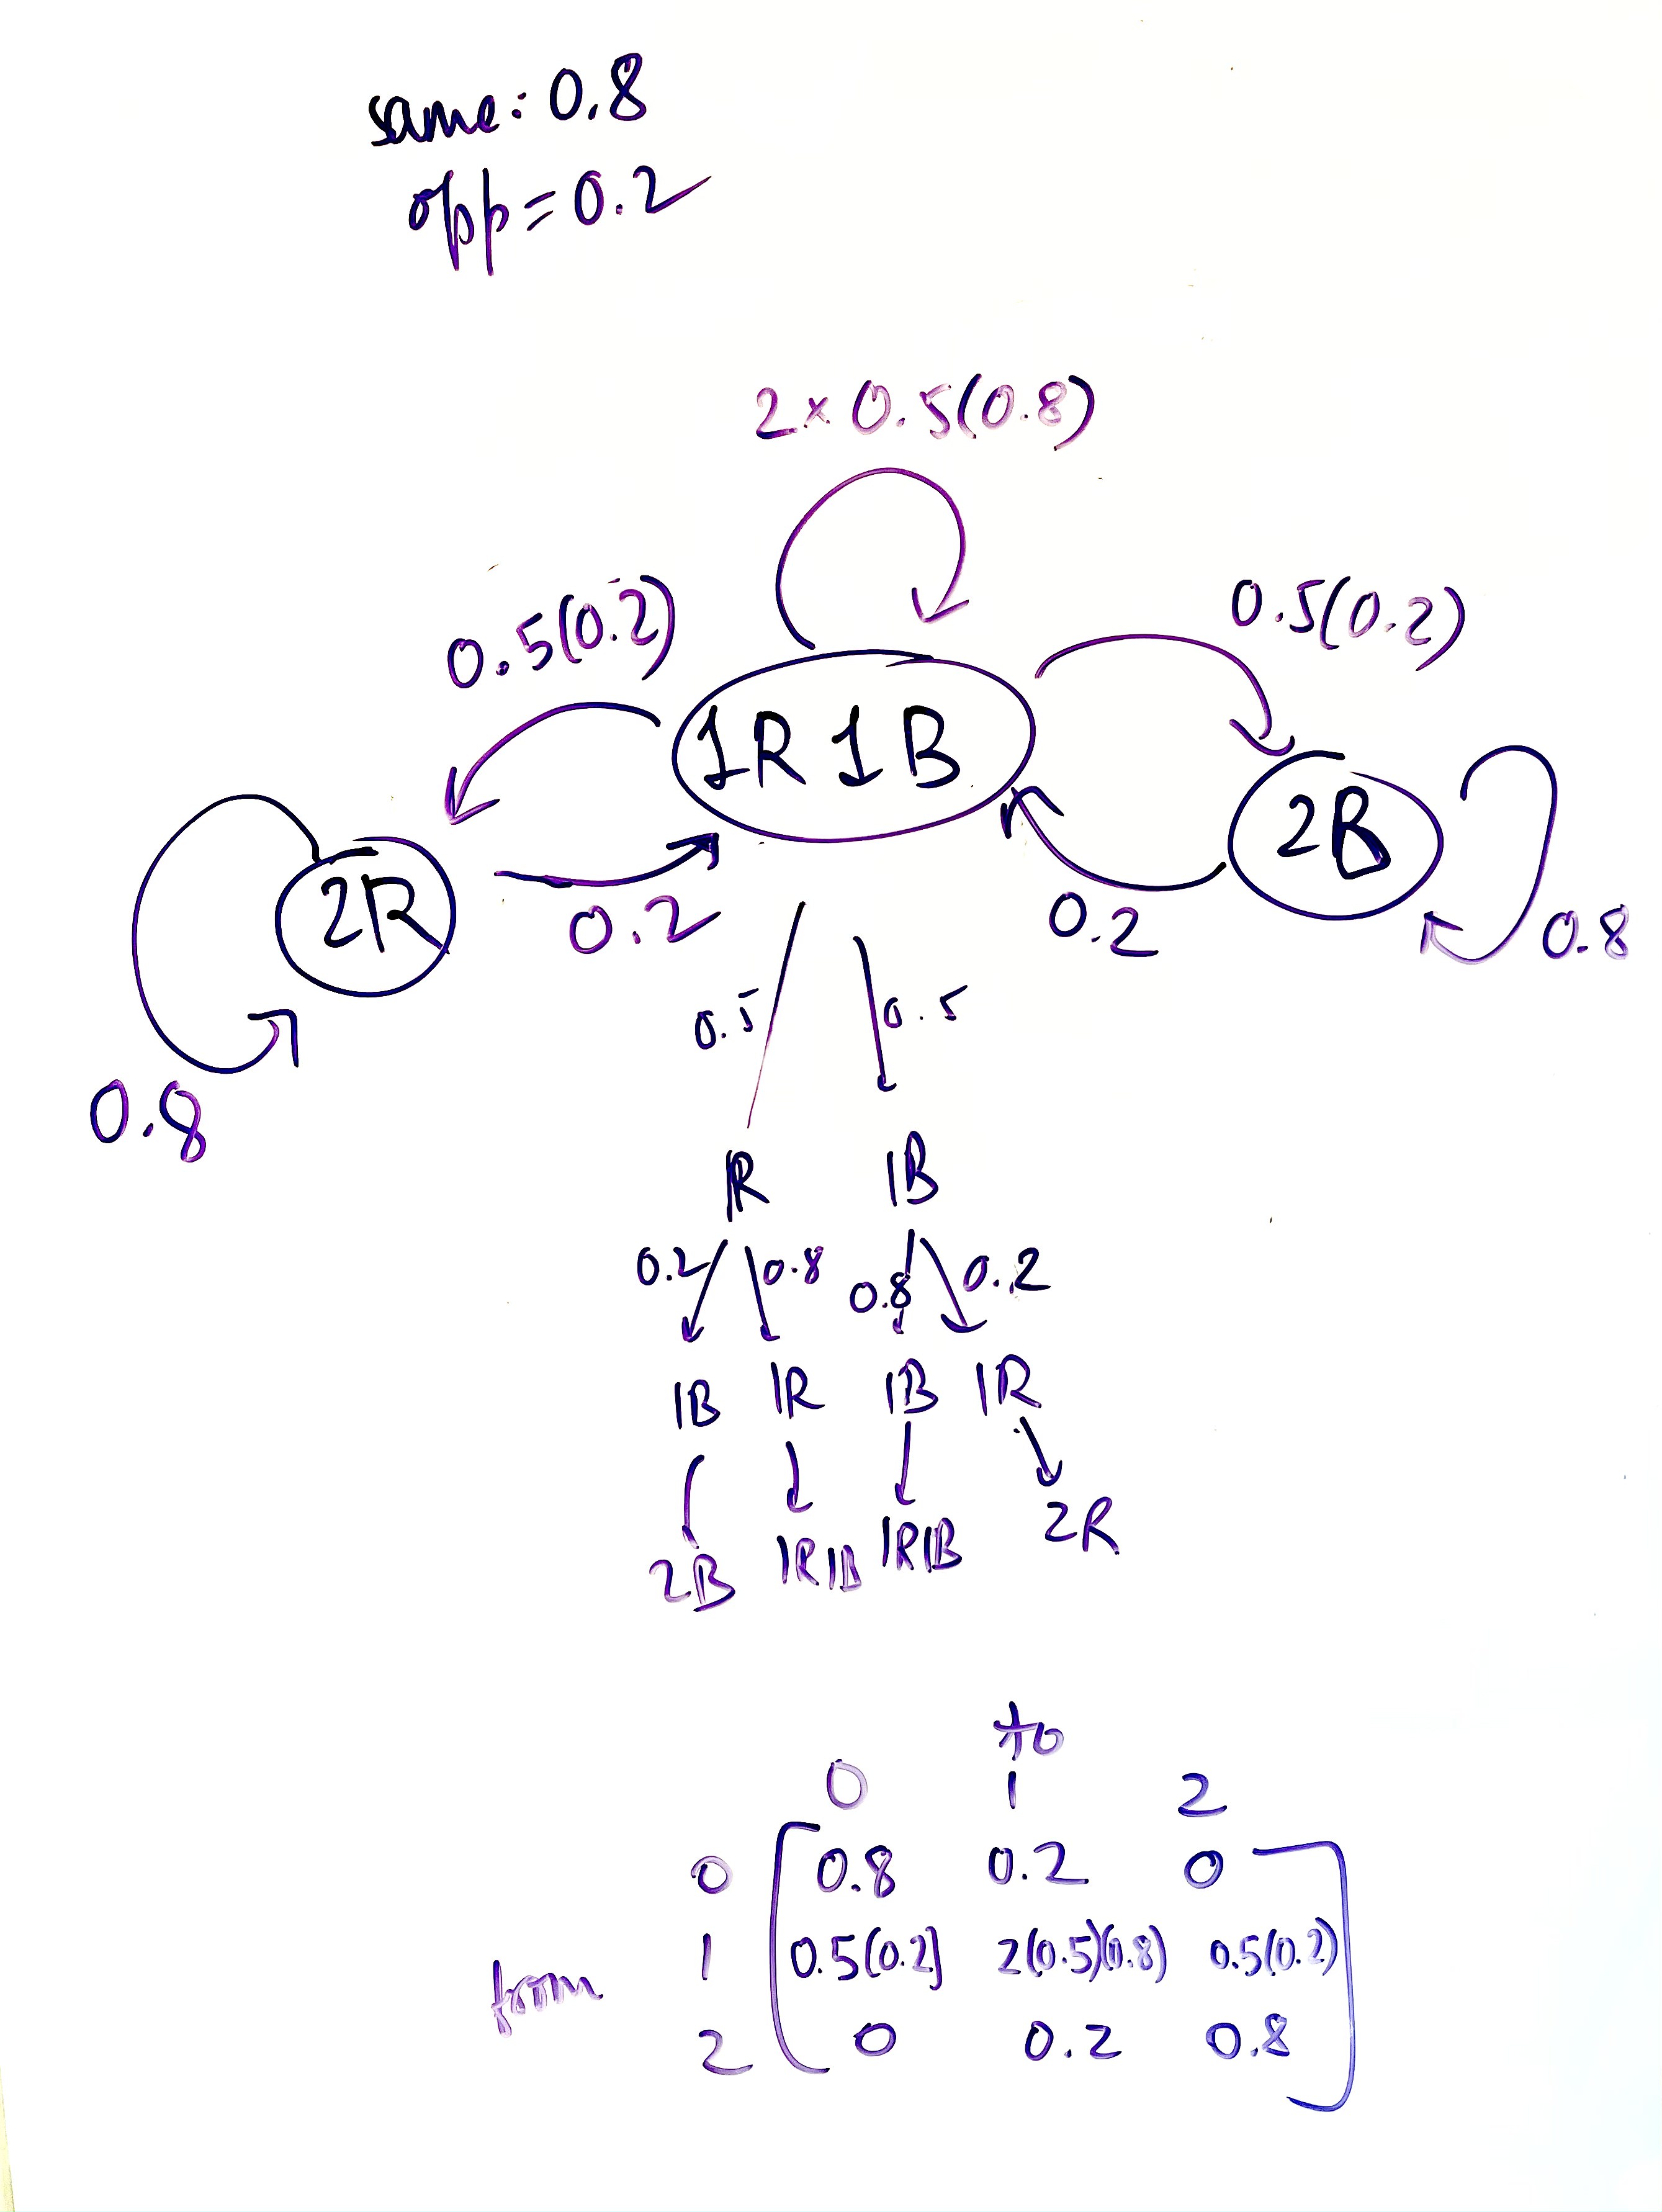 same: 0.8
opp = 0.2
2 x 0.5(0.8)
0.5(0.2)
0.5(0.2)
1R 1B
2B
2R
0.2
0.2
0.8
0.8
0.5
0.5
1R
1B
0.2
0.8
0.8
0.2
1B 1R 1B 1R
2B 1R1B 1R1B 2R
to
0 1 2
0 0.8 0.2 0
1 0.5(0.2) 2(0.5)(0.8) 0.5(0.2)
from
2 0 0.2 0.8